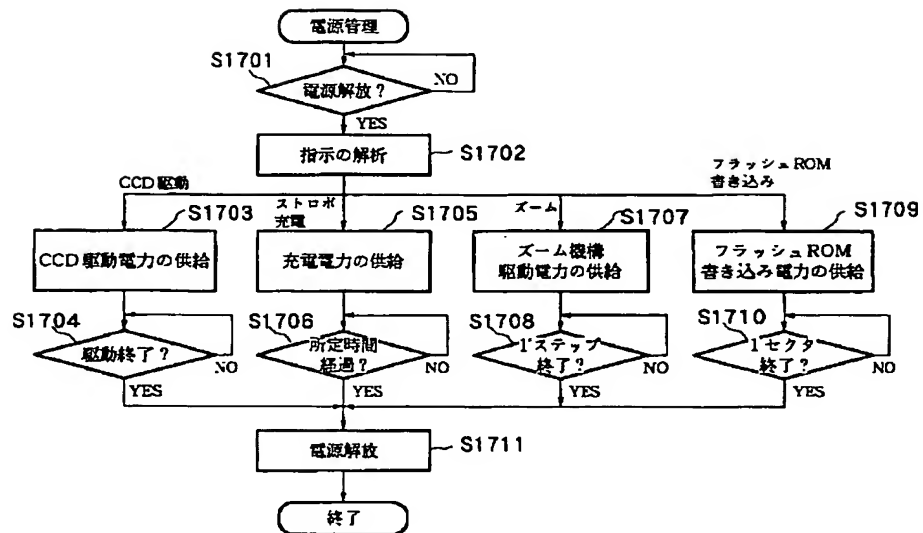 電源管理
S1701
電源解放?
NO
YES
指示の解析
S1702
CCD駆動
ストロボ
充電
ズーム
フラッシュROM
書き込み
S1703
S1705
S1707
S1709
CCD駆動電力の供給
充電電力の供給
ズーム機構
駆動電力の供給
フラッシュROM
書き込み電力の供給
S1704
駆動終了?
NO
YES
S1706
所定時間
経過?
NO
YES
S1708
1ステップ
終了?
NO
YES
S1710
1セクタ
終了?
NO
YES
電源解放
S1711
終了